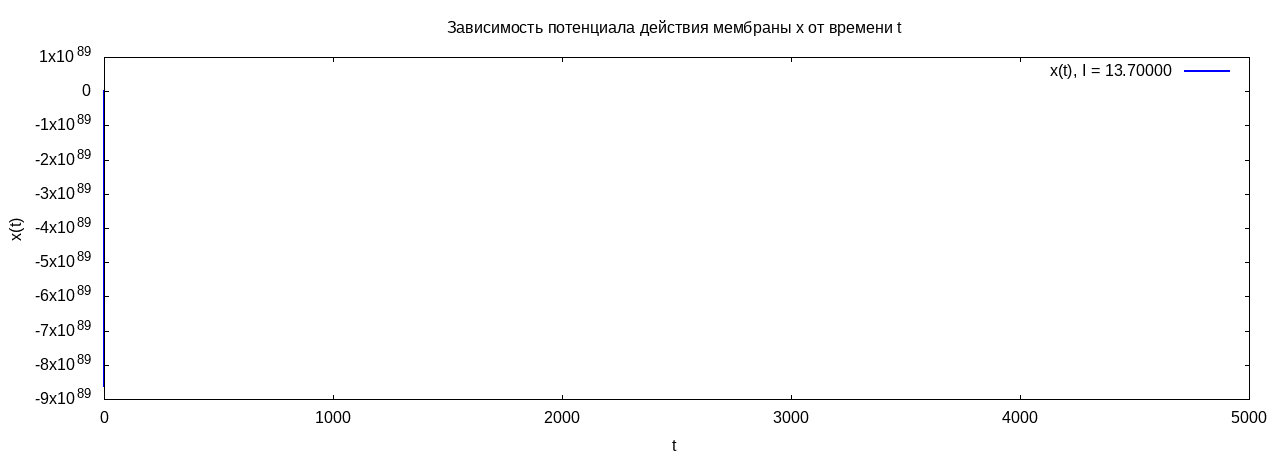 Зависимость потенциала действия мембраны x от времени t
1x10^89
x(t), I = 13.70000
0
-1x10^89
-2x10^89
-3x10^89
-4x10^89
x(t)
-5x10^89
-6x10^89
-7x10^89
-8x10^89
-9x10^89
0 1000 2000 3000 4000 5000
t